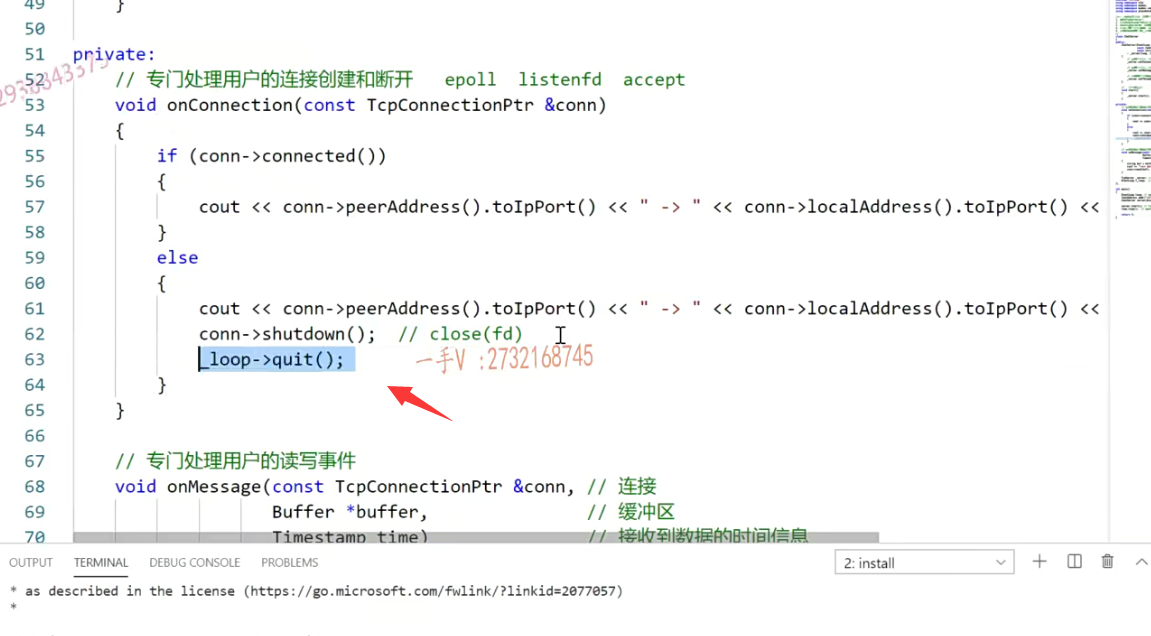 49 }
50
51 private:
52 // 专门处理用户的连接创建和断开 epoll listenfd accept
53 void onConnection(const TcpConnectionPtr &conn)
54 {
55 if (conn->connected())
56 {
57 cout << conn->peerAddress().toIpPort() << " -> " << conn->localAddress().toIpPort() <<
58 }
59 else
60 {
61 cout << conn->peerAddress().toIpPort() << " -> " << conn->localAddress().toIpPort() <<
62 conn->shutdown(); // close(fd)
63 _loop->quit();
一手V :2732168745
64 }
65 }
66
67 // 专门处理用户的读写事件
68 void onMessage(const TcpConnectionPtr &conn, // 连接
69 Buffer *buffer, // 缓冲区
70 Timestamp time) // 接收到数据的时间信息
OUTPUT TERMINAL DEBUG CONSOLE PROBLEMS 2: install
* as described in the license (https://go.microsoft.com/fwlink/?linkid=2077057)
*